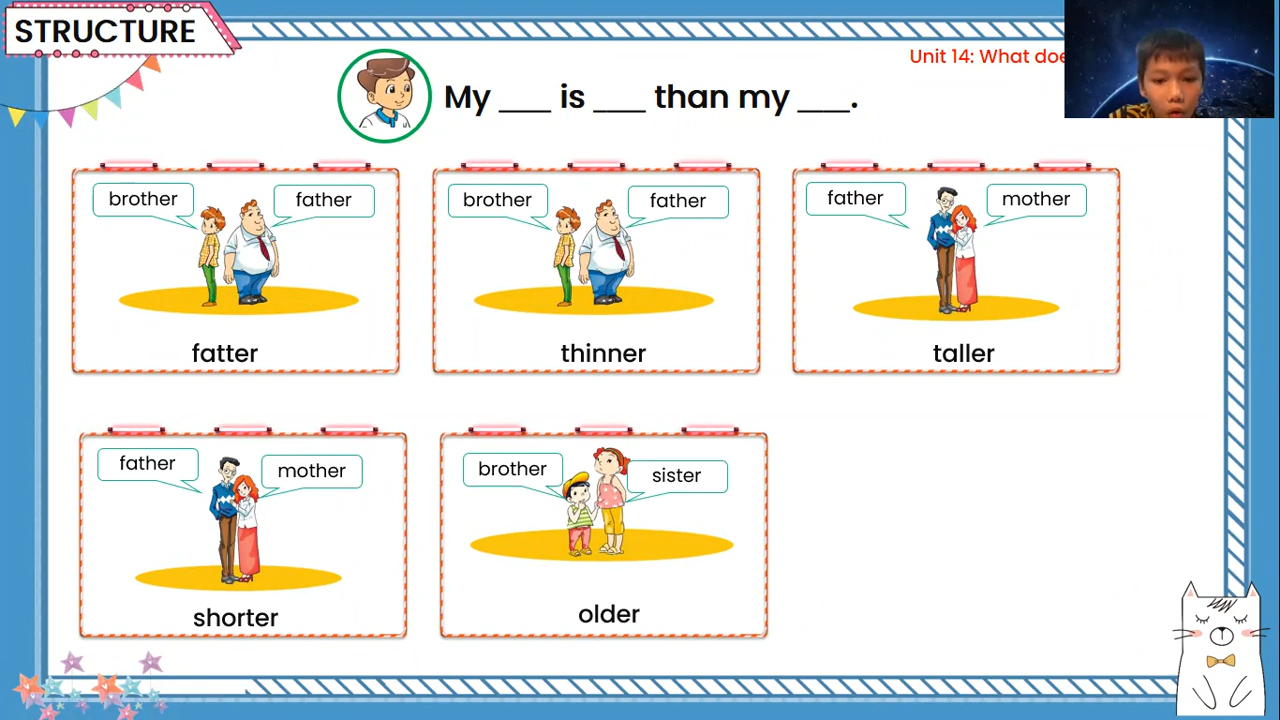 STRUCTURE
Unit 14: What doe
My ___ is ___ than my ___.
brother
father
fatter
brother
father
thinner
father
mother
taller
father
mother
shorter
brother
sister
older